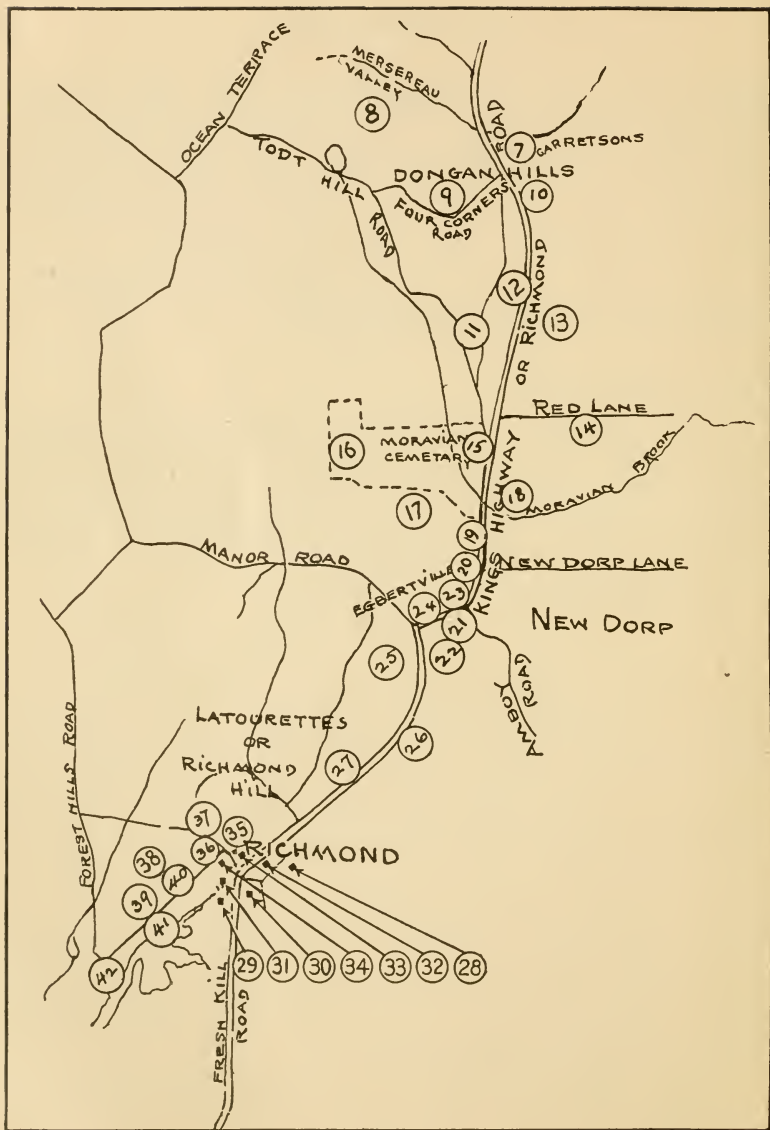 OCEAN TERRACE
MERSEREAU
VALLEY
8
ROAD
7
GARRETSONS
TODT HILL ROAD
DONGAN HILLS
9
FOUR CORNERS
ROAD
10
12
11
13
OR RICHMOND
RED LANE
14
15
16
MORAVIAN
CEMETARY
17
18
MORAVIAN BROOK
KINGS HIGHWAY
19
20
NEW DORP LANE
MANOR ROAD
EGBERTVILLE
23
24
21
22
NEW DORP
25
AMBOY ROAD
26
LATOURETTES
OR
RICHMOND
HILL
27
FOREST HILLS ROAD
37
35
36
RICHMOND
38
40
39
41
42
29 31 30 34 33 32 28
FRESH KILL
ROAD